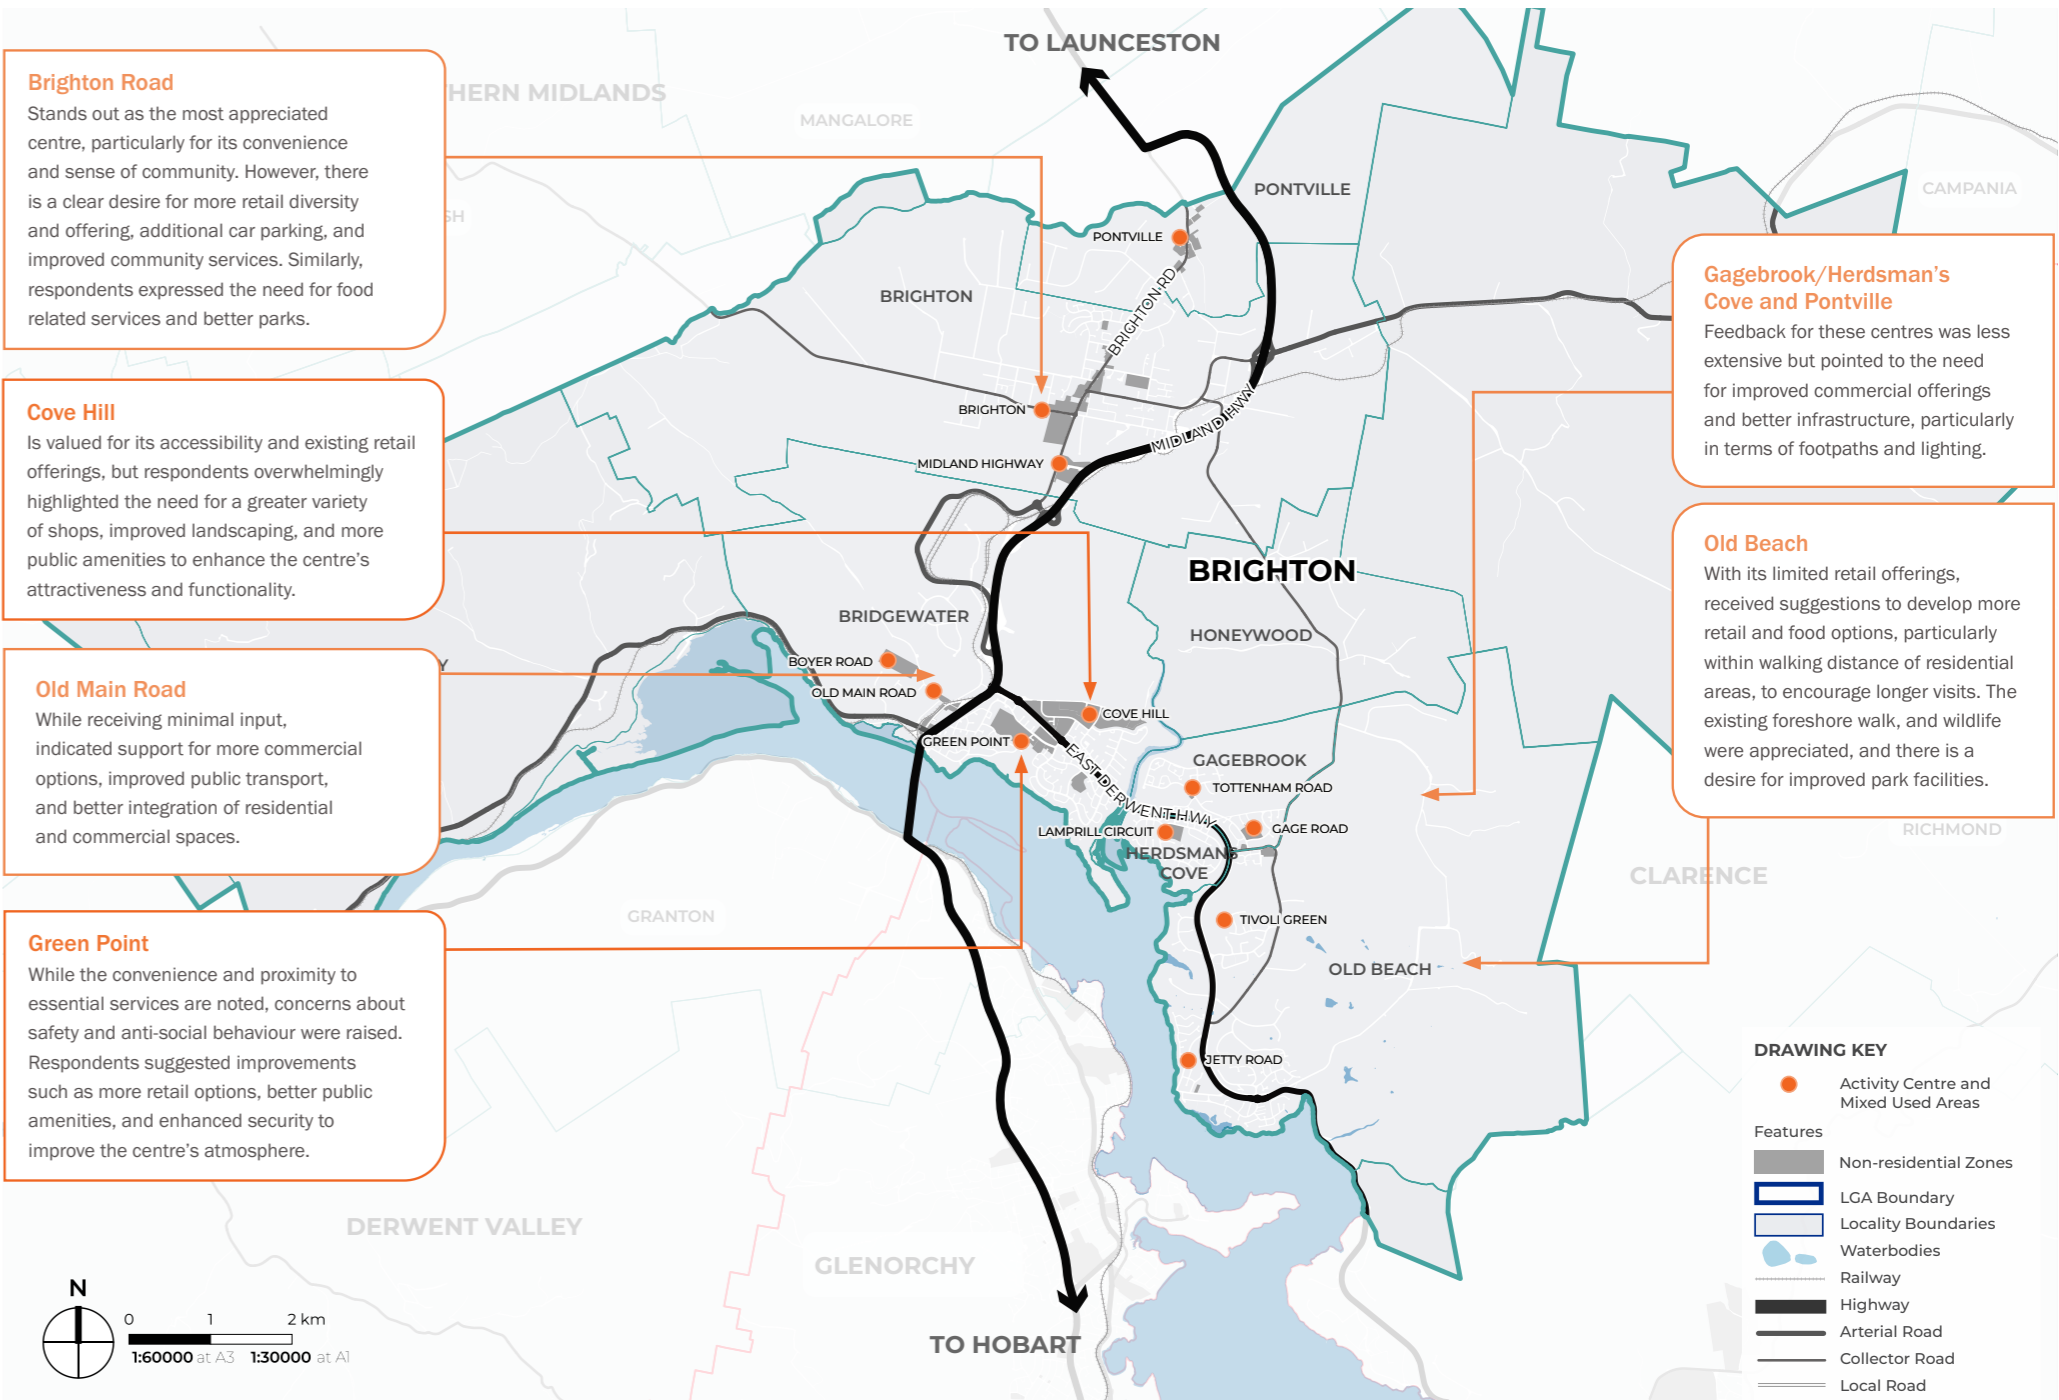 TO LAUNCESTON
Brighton Road
Stands out as the most appreciated
centre, particularly for its convenience
and sense of community. However, there
is a clear desire for more retail diversity
and offering, additional car parking, and
improved community services. Similarly,
respondents expressed the need for food
related services and better parks.
Cove Hill
Is valued for its accessibility and existing retail
offerings, but respondents overwhelmingly
highlighted the need for a greater variety
of shops, improved landscaping, and more
public amenities to enhance the centre's
attractiveness and functionality.
Old Main Road
While receiving minimal input,
indicated support for more commercial
options, improved public transport,
and better integration of residential
and commercial spaces.
Green Point
While the convenience and proximity to
essential services are noted, concerns about
safety and anti-social behaviour were raised.
Respondents suggested improvements
such as more retail options, better public
amenities, and enhanced security to
improve the centre's atmosphere.
HERN MIDLANDS
MANGALORE
SH
PONTVILLE
CAMPANIA
PONTVILLE
BRIGHTON RD
BRIGHTON
BRIGHTON
MIDLAND HWY
MIDLAND HIGHWAY
BRIGHTON
BRIDGEWATER
HONEYWOOD
Y
BOYER ROAD
OLD MAIN ROAD
COVE HILL
GREEN POINT
EAST DERWENT HWY
GAGEBROOK
TOTTENHAM ROAD
LAMPRILL CIRCUIT
GAGE ROAD
HERDSMANS
COVE
TIVOLI GREEN
OLD BEACH
JETTY ROAD
GRANTON
RICHMOND
CLARENCE
DERWENT VALLEY
GLENORCHY
TO HOBART
Gagebrook/Herdsman's
Cove and Pontville
Feedback for these centres was less
extensive but pointed to the need
for improved commercial offerings
and better infrastructure, particularly
in terms of footpaths and lighting.
Old Beach
With its limited retail offerings,
received suggestions to develop more
retail and food options, particularly
within walking distance of residential
areas, to encourage longer visits. The
existing foreshore walk, and wildlife
were appreciated, and there is a
desire for improved park facilities.
DRAWING KEY
Activity Centre and
Mixed Used Areas
Features
Non-residential Zones
LGA Boundary
Locality Boundaries
Waterbodies
Railway
Highway
Arterial Road
Collector Road
Local Road
N
0 1 2 km
1:60000 at A3 1:30000 at A1